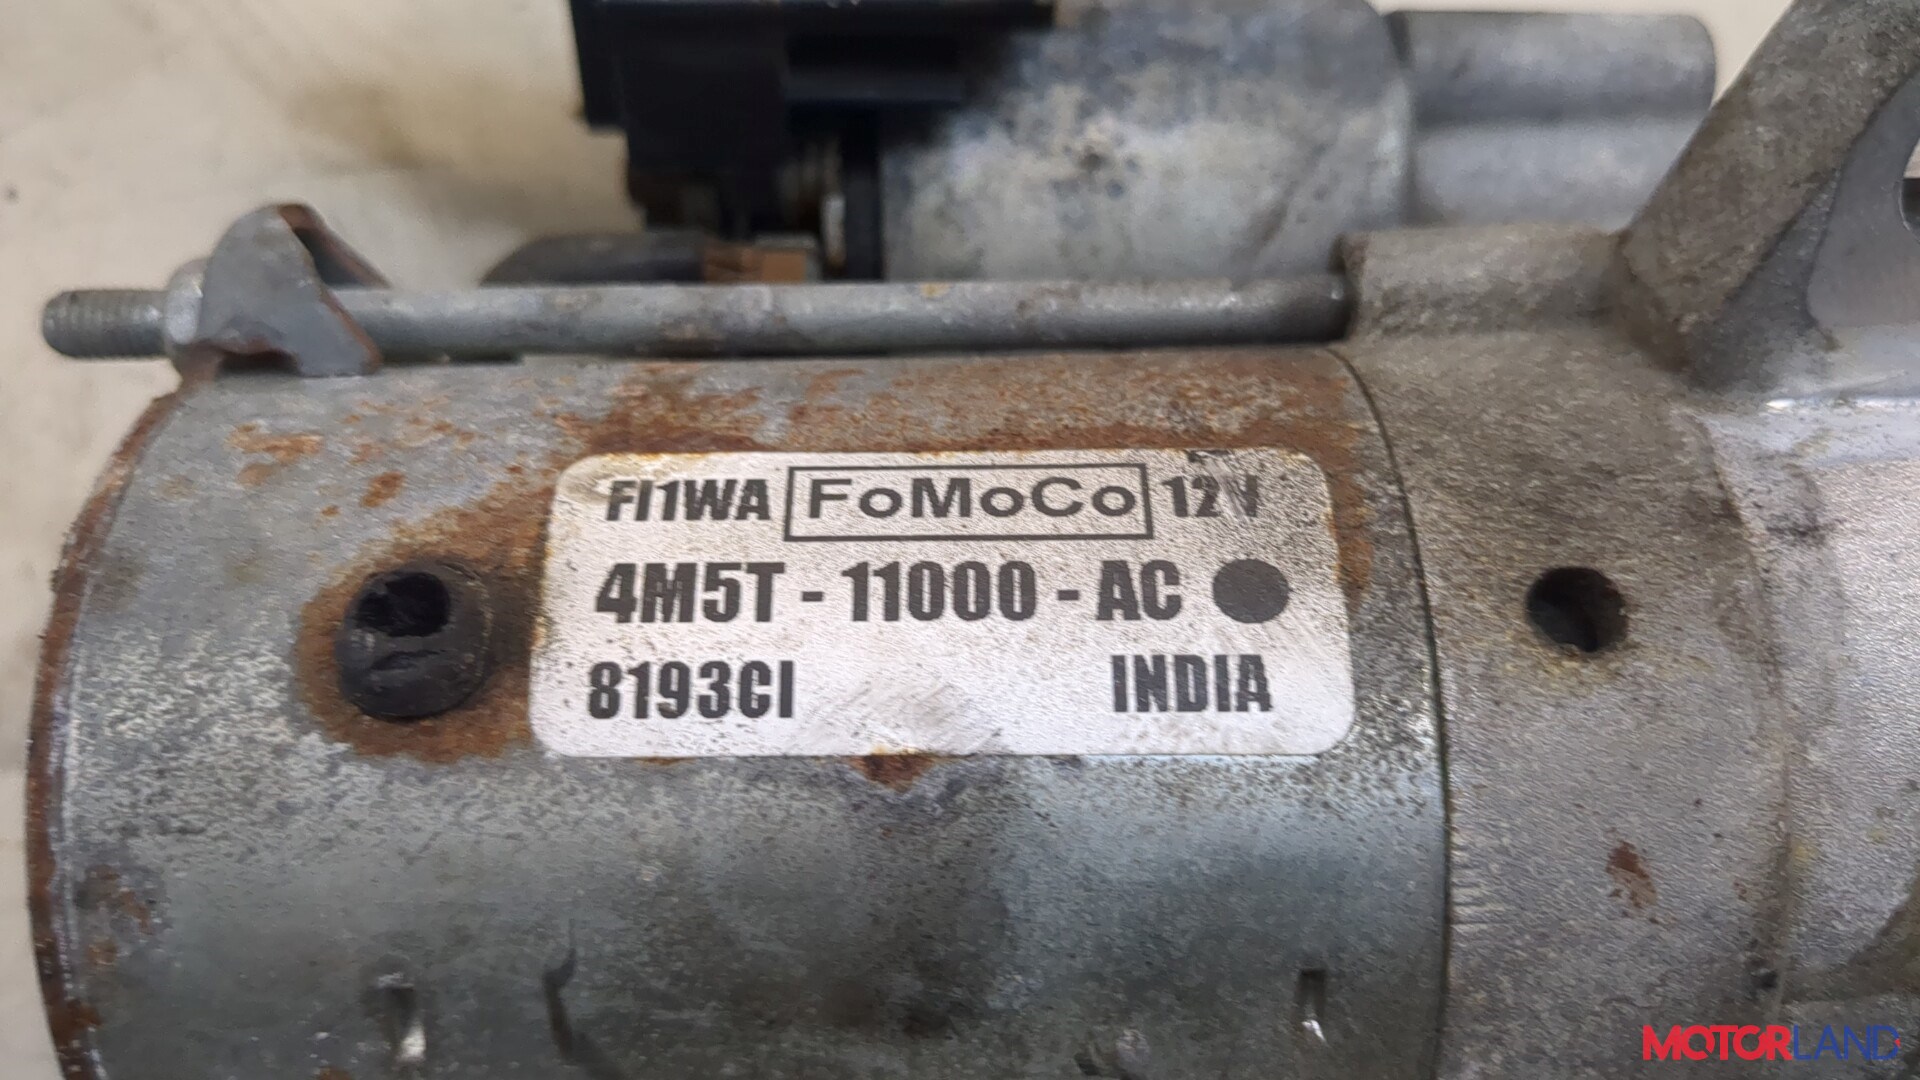 FI1WA FoMoCo 12V
4M5T - 11000 - AC
8193CI INDIA
MOTORLAND